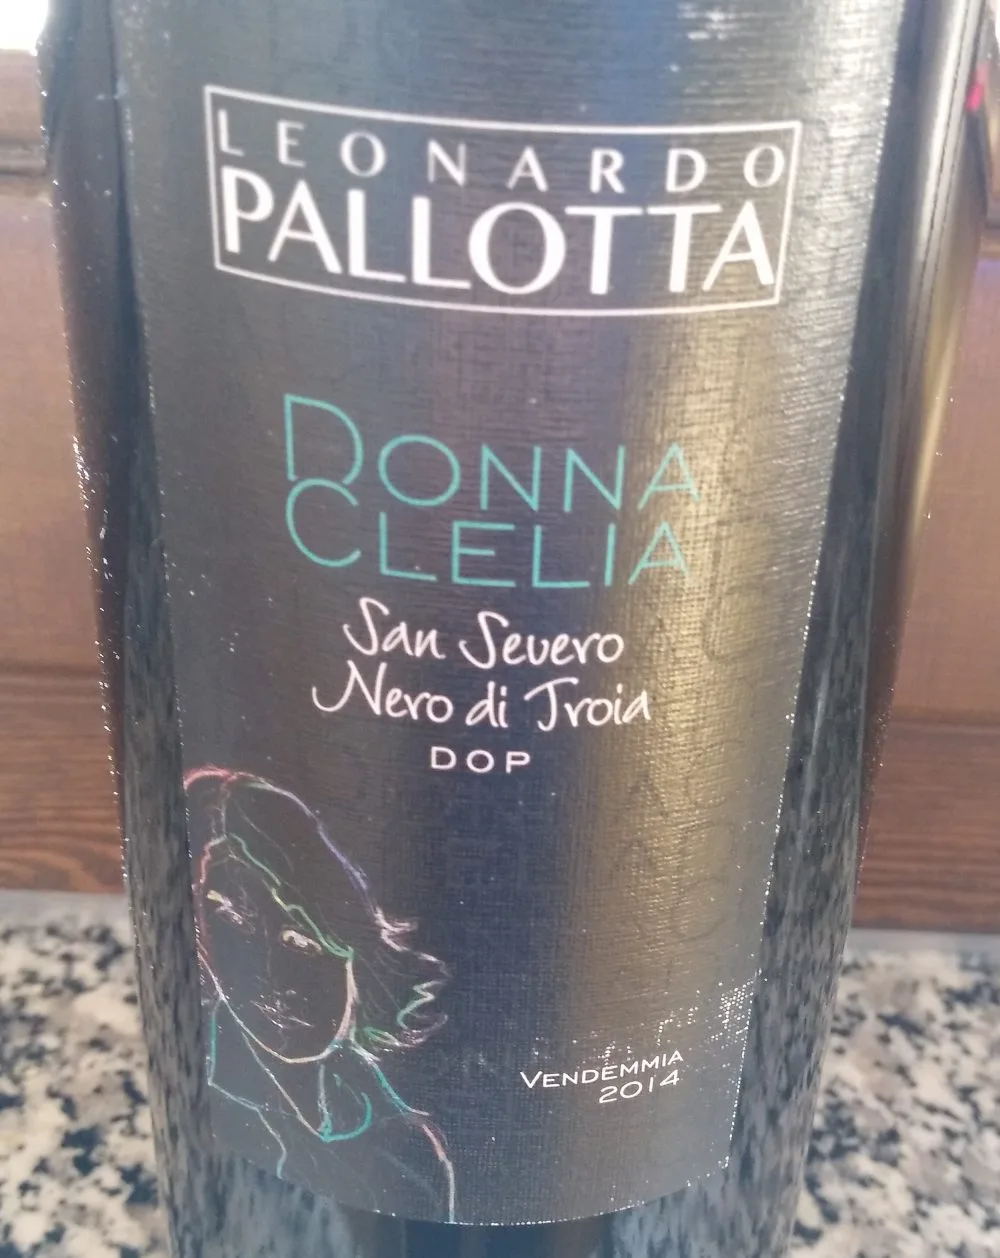 LEONARDO
PALLOTTA
DONNA
CLELIA
San Severo
Nero di Troia
DOP
VENDEMMIA
2014